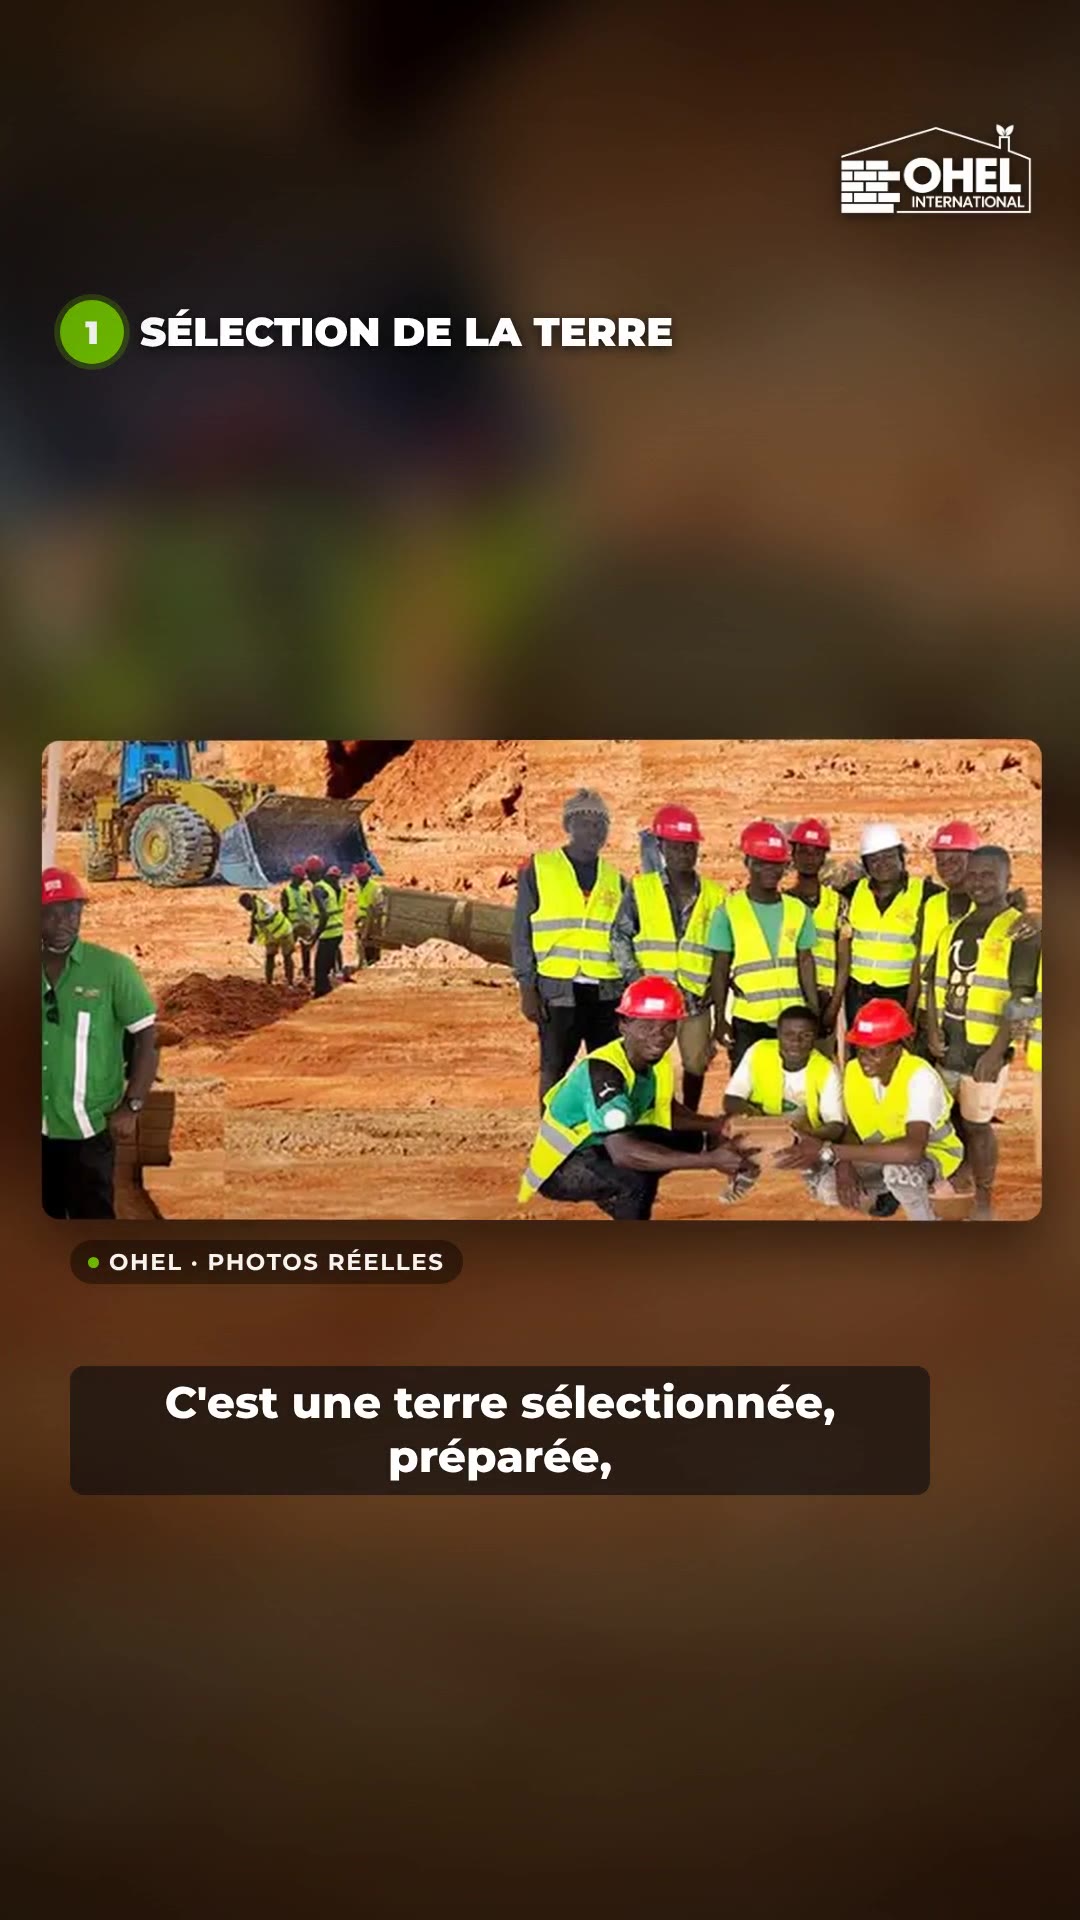 OHEL
INTERNATIONAL
1 SÉLECTION DE LA TERRE
OHEL · PHOTOS RÉELLES
C'est une terre sélectionnée,
préparée,